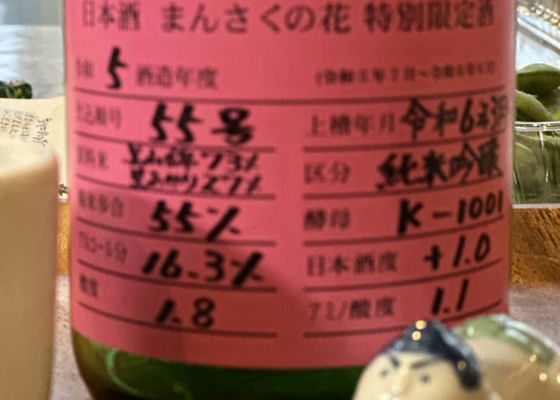 日本酒 まんさくの花 特別限定酒
令和 5 酒造年度 (令和5年7月〜令和6年6月)
仕込順号 55号 上槽年月 令和6年3月
原料米
精米歩合 55% 区分 純米吟醸
アルコール分 16.3% 酵母 K-1001
酸度 1.8 日本酒度 +1.0
アミノ酸度 1.1